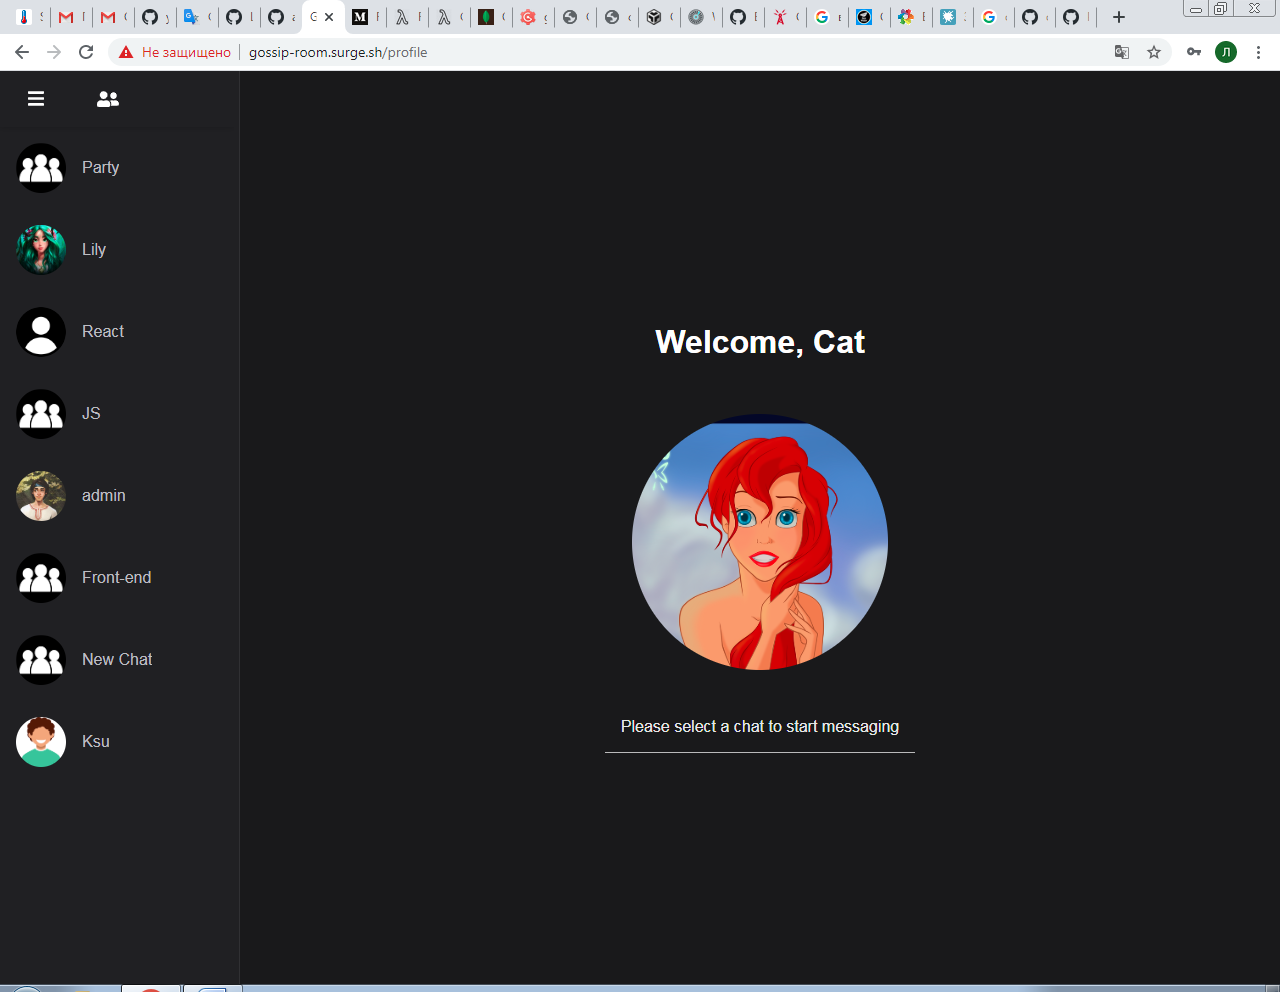 Не защищено
gossip-room.surge.sh/profile
Л
Party
Lily
React
JS
admin
Front-end
New Chat
Ksu
Welcome, Cat
Please select a chat to start messaging